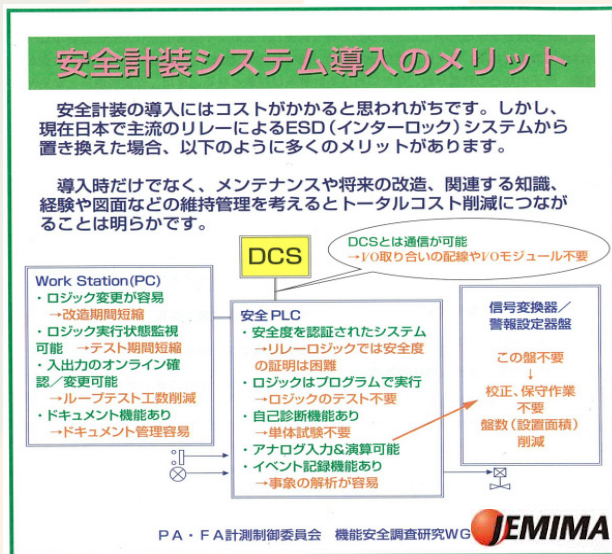 安全計装システム導入のメリット
安全計装の導入にはコストがかかると思われがちです。しかし、
現在日本で主流のリレーによるESD(インターロック)システムから
置き換えた場合、以下のように多くのメリットがあります。
導入時だけでなく、メンテナンスや将来の改造、関連する知識、
経験や図面などの維持管理を考えるとトータルコスト削減につなが
ることは明らかです。
DCS
DCSとは通信が可能
→I/O取り合いの配線やI/Oモジュール不要
Work Station(PC)
・ロジック変更が容易
→改造期間短縮
・ロジック実行状態監視
可能 →テスト期間短縮
・入出力のオンライン確
認/変更可能
→ループテスト工数削減
・ドキュメント機能あり
→ドキュメント管理容易
安全PLC
・安全度を認証されたシステム
→リレーロジックでは安全度
の証明は困難
・ロジックはプログラムで実行
→ロジックのテスト不要
・自己診断機能あり
→単体試験不要
・アナログ入力&演算可能
・イベント記録機能あり
→事象の解析が容易
信号変換器/
警報設定器盤
この盤不要
↓
校正、保守作業
不要
盤数(設置面積)
削減
PA・FA計測制御委員会 機能安全調査研究WG
JEMIMA